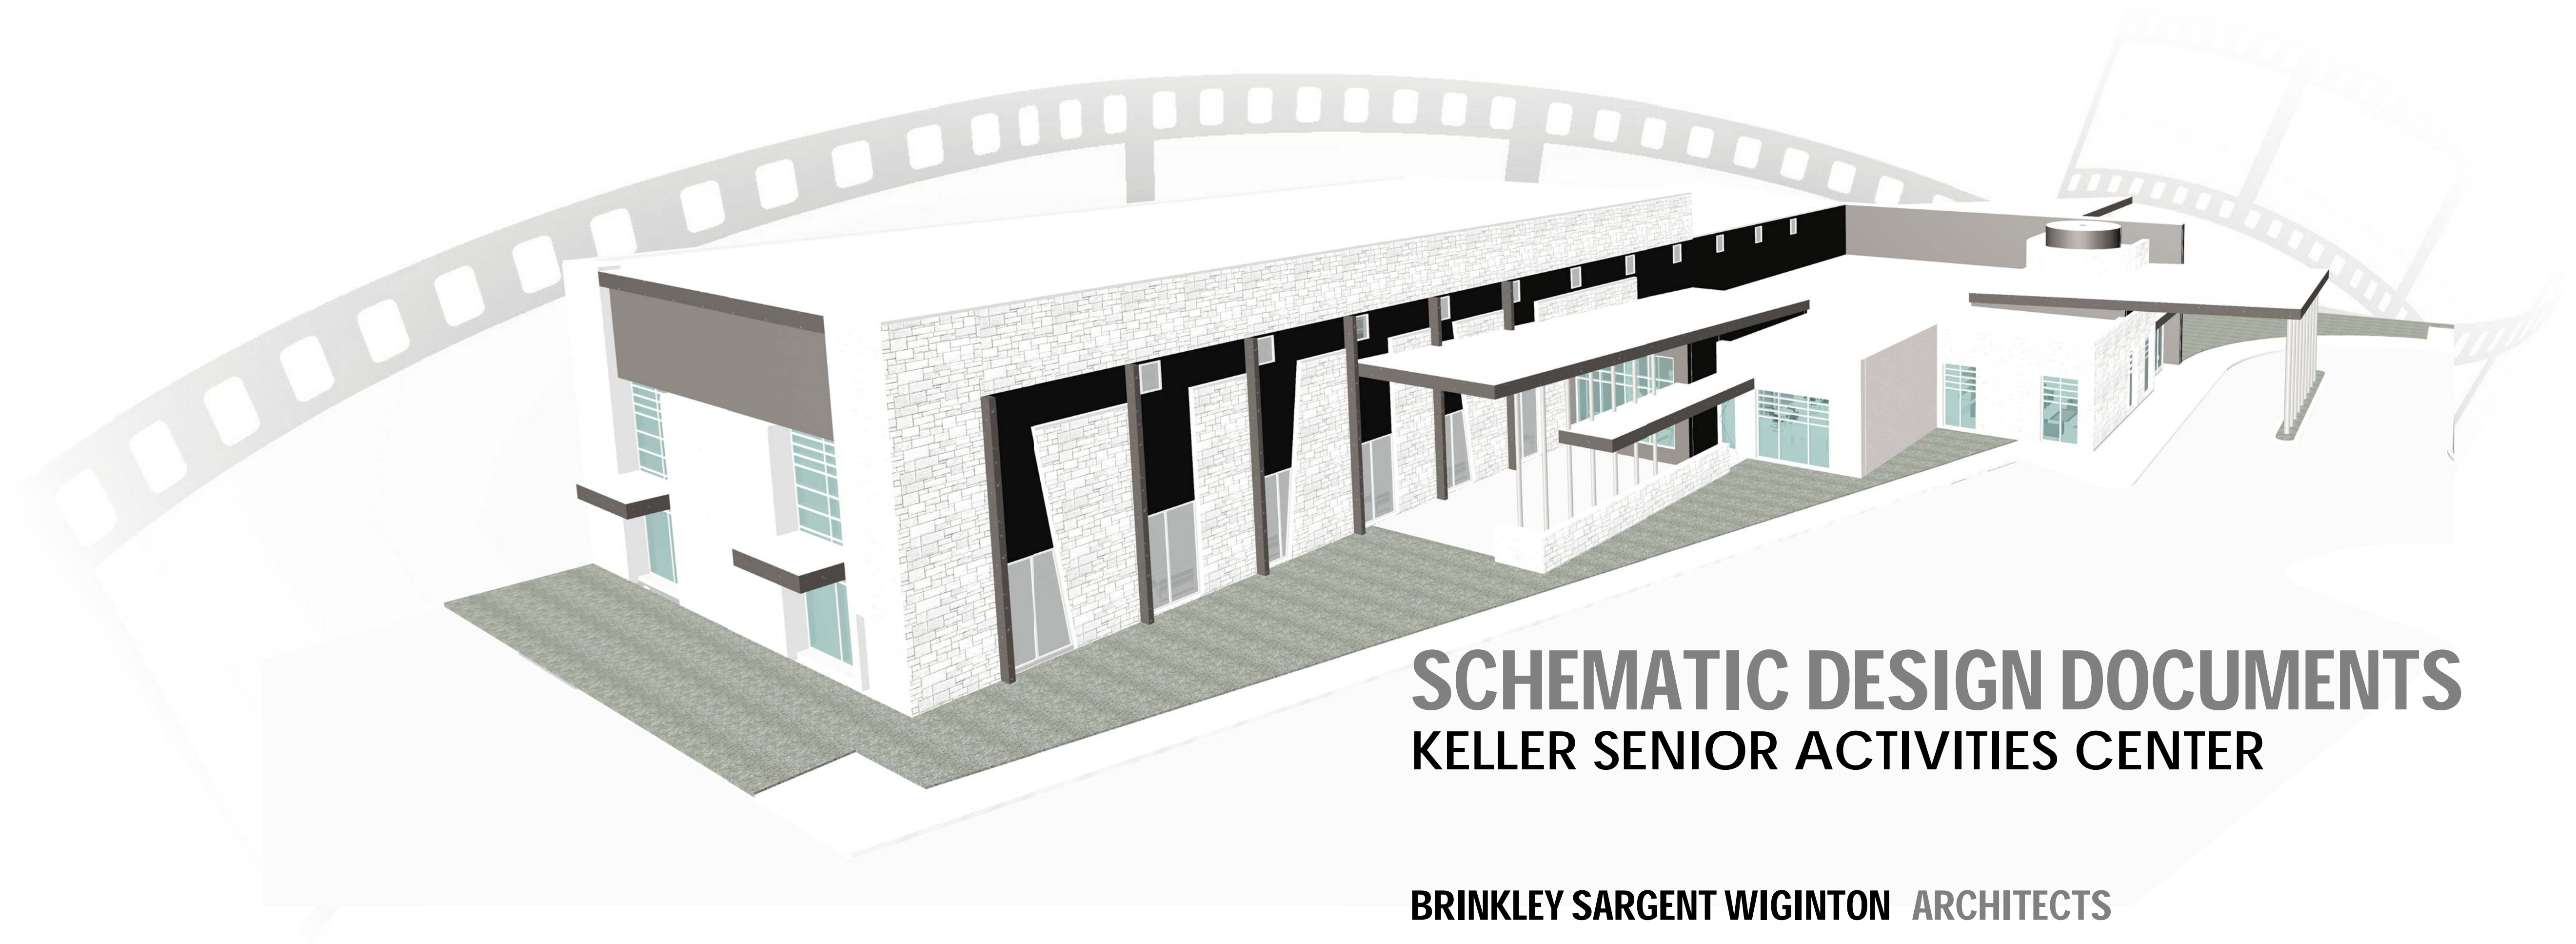 SCHEMATIC DESIGN DOCUMENTS
KELLER SENIOR ACTIVITIES CENTER
BRINKLEY SARGENT WIGINTON ARCHITECTS